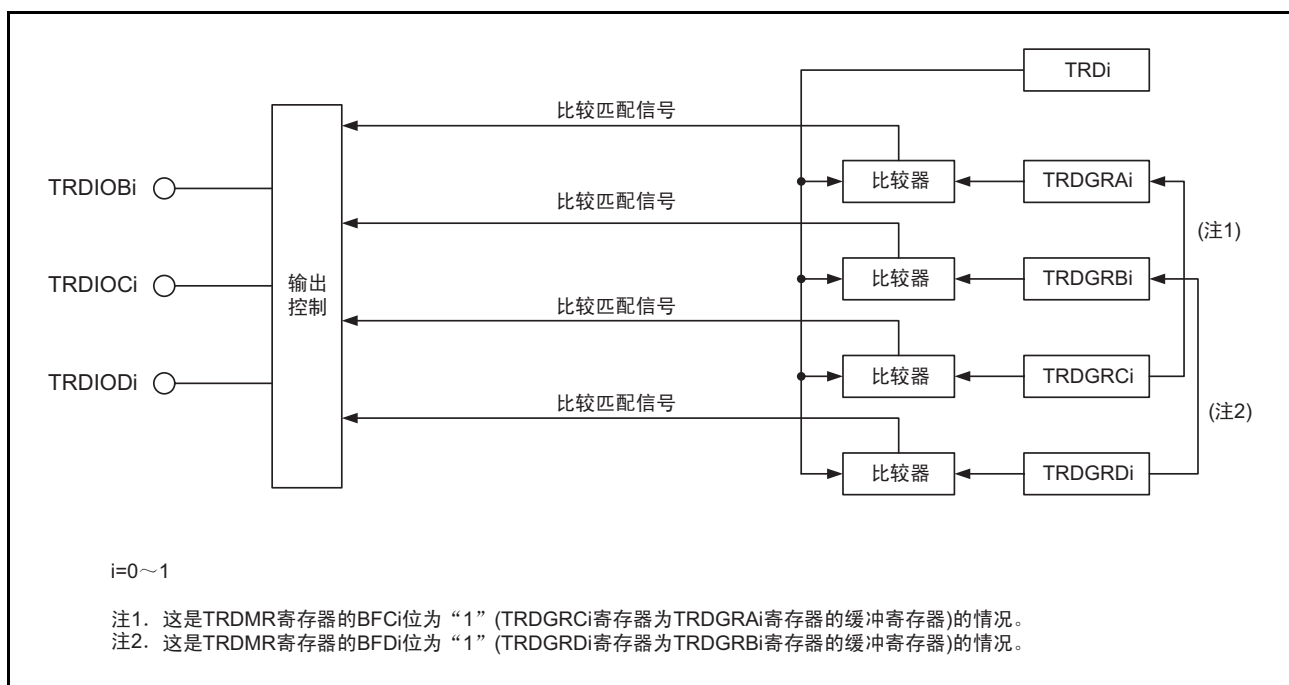 TRDi
比较匹配信号
TRDIOBi
比较器
TRDGRAi
比较匹配信号
(注1)
比较器
TRDGRBi
TRDIOCi
输出
控制
比较匹配信号
比较器
TRDGRCi
TRDIODi
比较匹配信号
(注2)
比较器
TRDGRDi
i=0～1
注1. 这是TRDMR寄存器的BFCi位为“1”(TRDGRCi寄存器为TRDGRAi寄存器的缓冲寄存器)的情况。
注2. 这是TRDMR寄存器的BFDi位为“1”(TRDGRDi寄存器为TRDGRBi寄存器的缓冲寄存器)的情况。